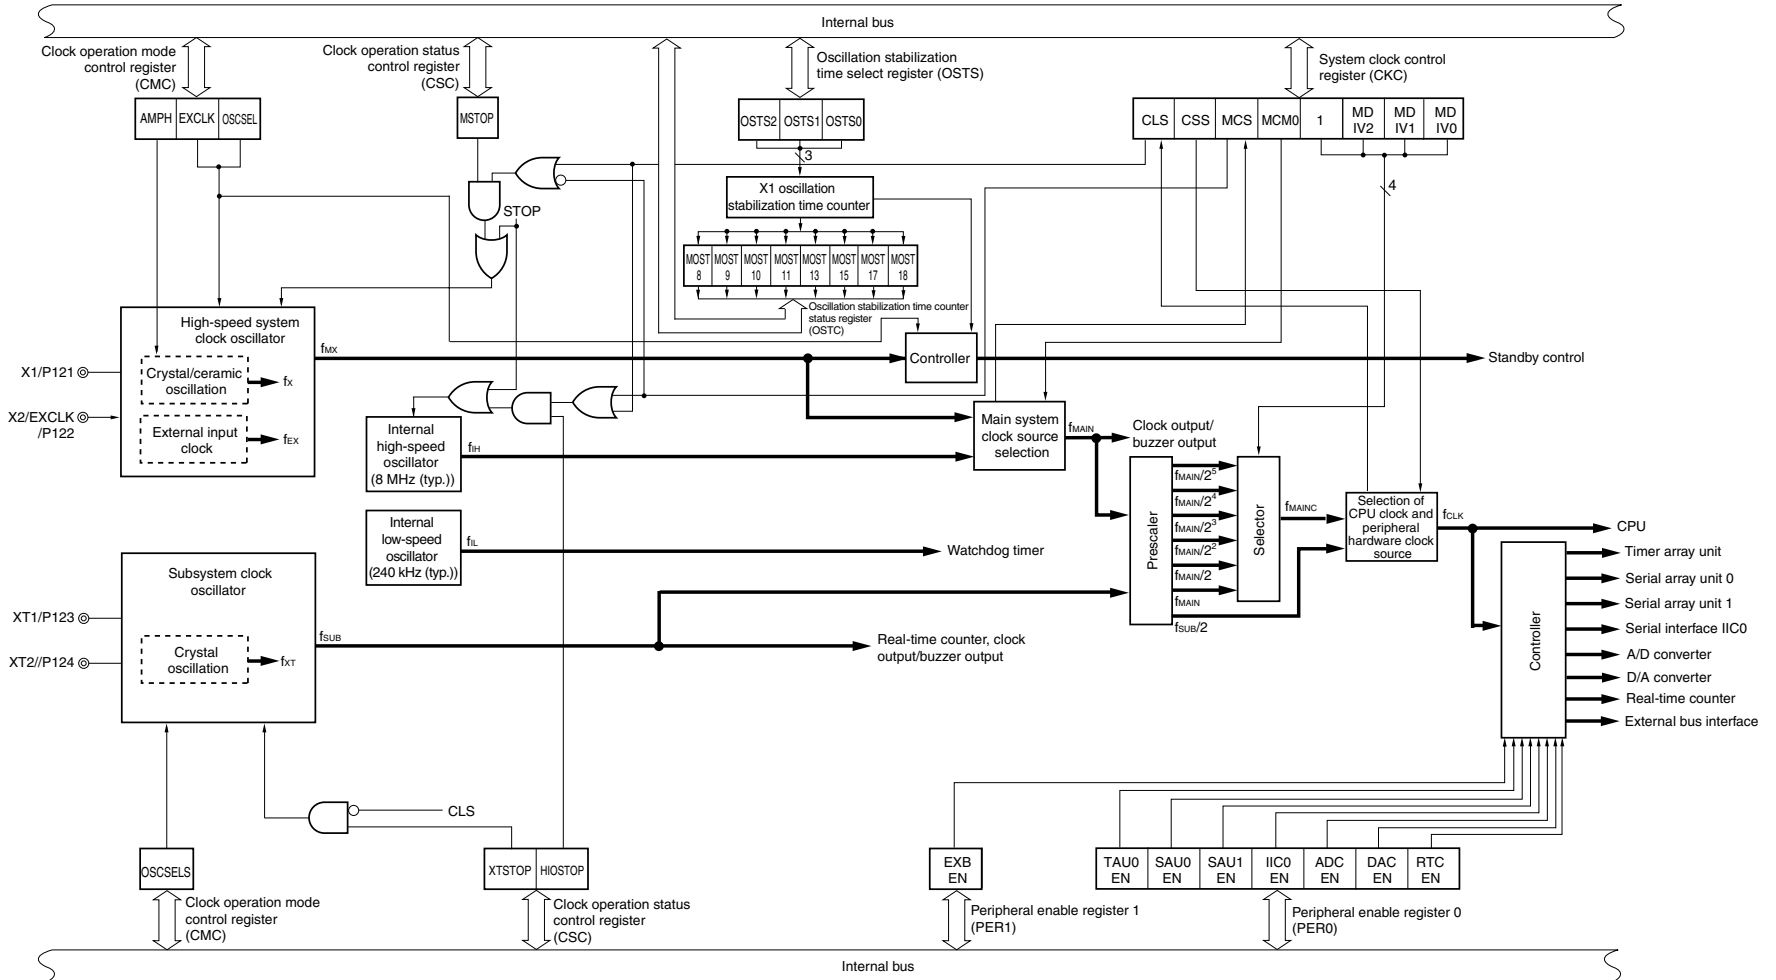 Internal bus
Clock operation mode
control register
(CMC)
Clock operation status
control register
(CSC)
Oscillation stabilization
time select register (OSTS)
System clock control
register (CKC)
AMPH EXCLK OSCSEL
MSTOP
OSTS2 OSTS1 OSTS0
CLS CSS MCS MCM0 1 MD IV2 MD IV1 MD IV0
3
4
X1 oscillation
stabilization time counter
STOP
MOST 8 MOST 9 MOST 10 MOST 11 MOST 13 MOST 15 MOST 17 MOST 18
Oscillation stabilization time counter
status register
(OSTC)
High-speed system
clock oscillator
Crystal/ceramic
oscillation
fX
External input
clock
fEX
X1/P121
X2/EXCLK
/P122
fMX
Controller
Standby control
Internal
high-speed
oscillator
(8 MHz (typ.))
fIH
Main system
clock source
selection
fMAIN
Clock output/
buzzer output
Internal
low-speed
oscillator
(240 kHz (typ.))
fIL
Watchdog timer
Prescaler
fMAIN/2⁵
fMAIN/2⁴
fMAIN/2³
fMAIN/2²
fMAIN/2
fMAIN
fSUB/2
Selector
fMAINC
Selection of
CPU clock and
peripheral
hardware clock
source
fCLK
CPU
Controller
Timer array unit
Serial array unit 0
Serial array unit 1
Serial interface IIC0
A/D converter
D/A converter
Real-time counter
External bus interface
Subsystem clock
oscillator
Crystal
oscillation
fXT
XT1/P123
XT2//P124
fSUB
Real-time counter, clock
output/buzzer output
CLS
OSCSELS
XTSTOP HIOSTOP
EXB EN
TAU0 EN SAU0 EN SAU1 EN IIC0 EN ADC EN DAC EN RTC EN
Clock operation mode
control register
(CMC)
Clock operation status
control register
(CSC)
Peripheral enable register 1
(PER1)
Peripheral enable register 0
(PER0)
Internal bus